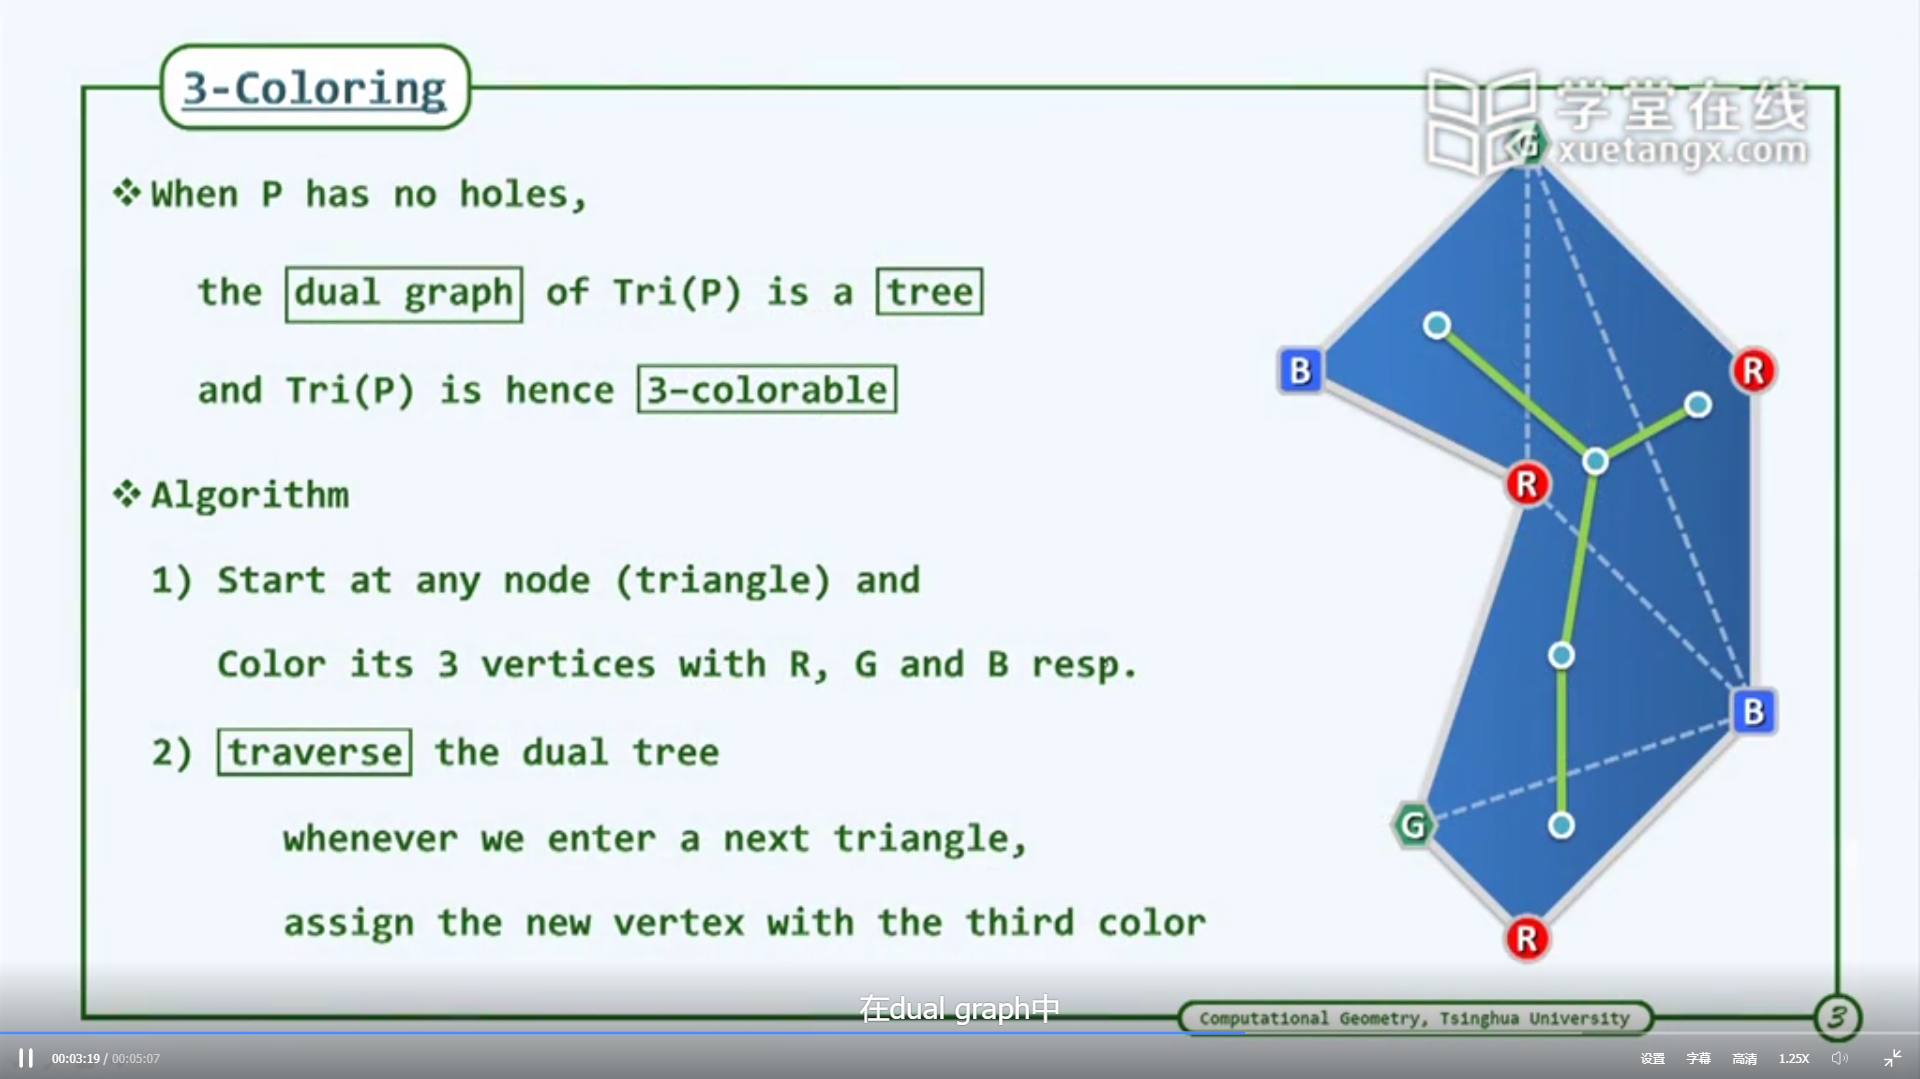 3-Coloring
学堂在线
xuetangx.com
❖ When P has no holes,
the dual graph of Tri(P) is a tree
and Tri(P) is hence 3-colorable
❖ Algorithm
1) Start at any node (triangle) and
Color its 3 vertices with R, G and B resp.
2) traverse the dual tree
whenever we enter a next triangle,
assign the new vertex with the third color
G
B
R
R
B
G
R
在dual graph中
Computational Geometry, Tsinghua University
3
00:03:19 / 00:05:07
设置 字幕 高清 1.25X